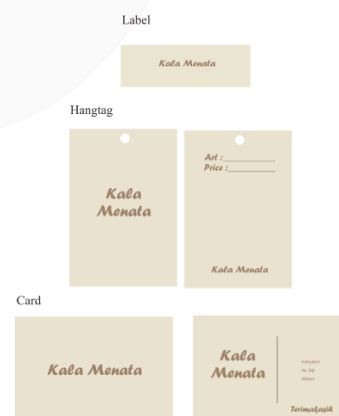 Label
Kala Menata
Hangtag
Kala
Menata
Art :
Price :
Kala Menata
Card
Kala Menata
Kala
Menata
Terimakasih